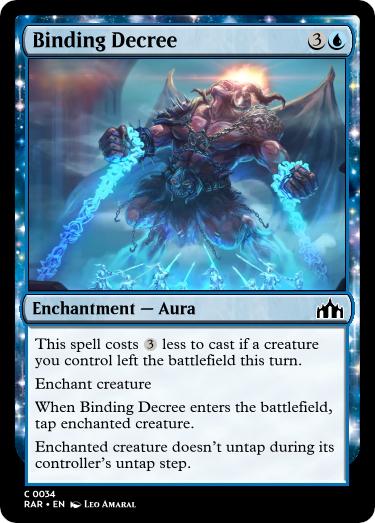 Binding Decree 3
This spell costs 3 less to cast if a creature
you control left the battlefield this turn.
Enchant creature
When Binding Decree enters the battlefield,
tap enchanted creature.
Enchanted creature doesn't untap during its
controller's untap step.
Enchantment — Aura
C 0034
RAR • EN Leo Amaral